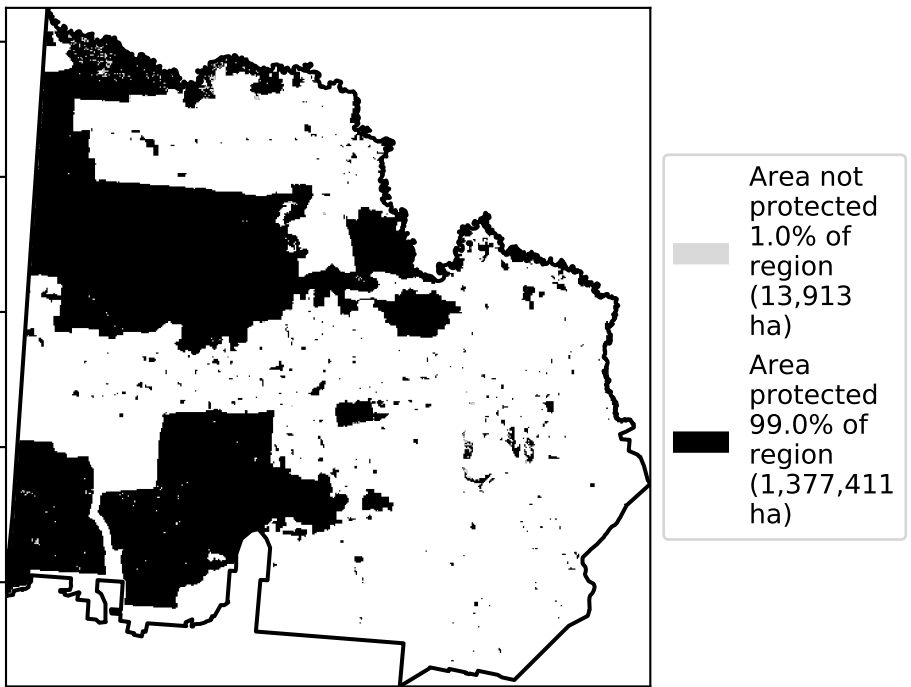 Area not
protected
1.0% of
region
(13,913
ha)
Area
protected
99.0% of
region
(1,377,411
ha)